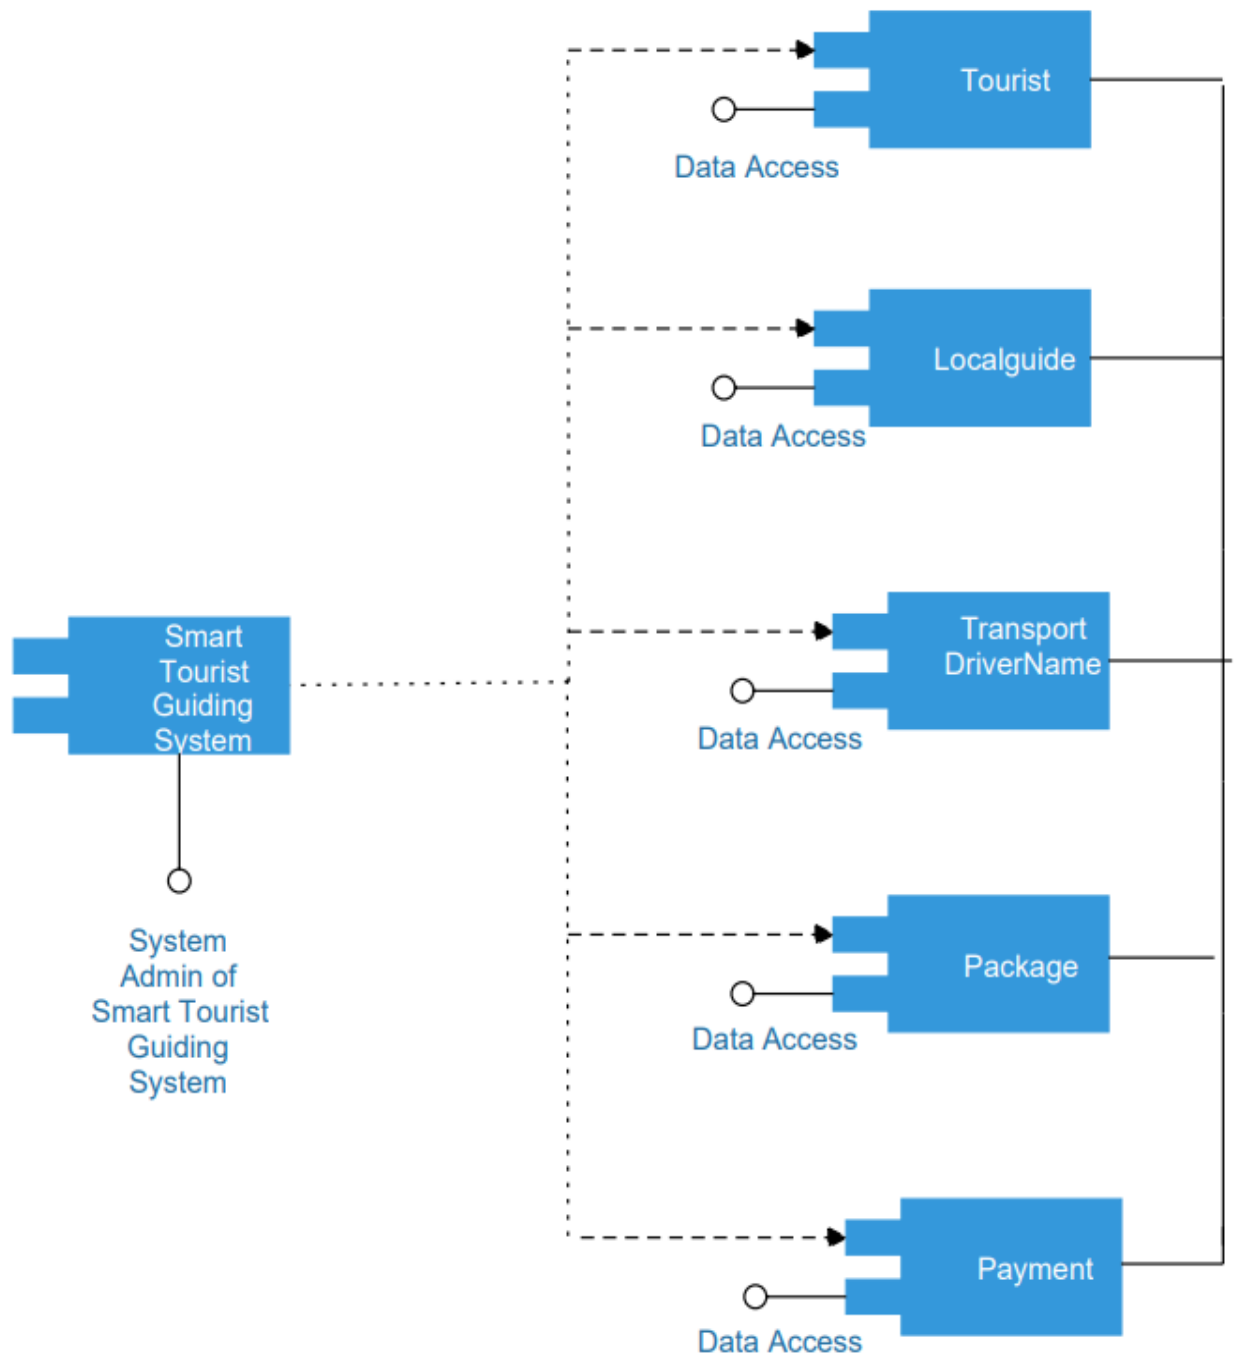 Tourist
Data Access
Localguide
Data Access
Transport
DriverName
Data Access
Smart
Tourist
Guiding
System
System
Admin of
Smart Tourist
Guiding
System
Package
Data Access
Payment
Data Access